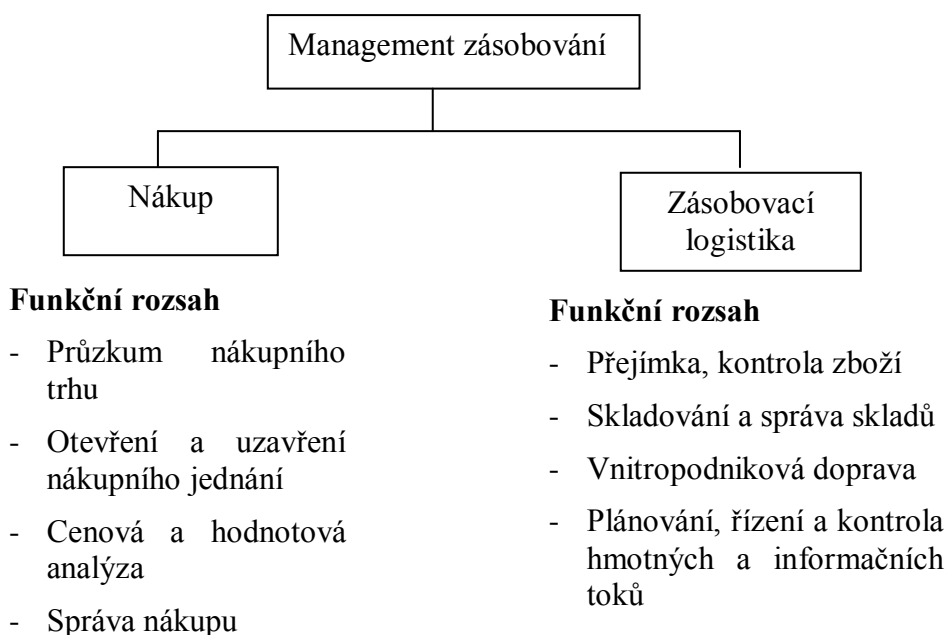 Management zásobování
Nákup
Zásobovací
logistika
Funkční rozsah
- Průzkum nákupního
trhu
- Otevření a uzavření
nákupního jednání
- Cenová a hodnotová
analýza
- Správa nákupu
Funkční rozsah
- Přejímka, kontrola zboží
- Skladování a správa skladů
- Vnitropodniková doprava
- Plánování, řízení a kontrola
hmotných a informačních
toků